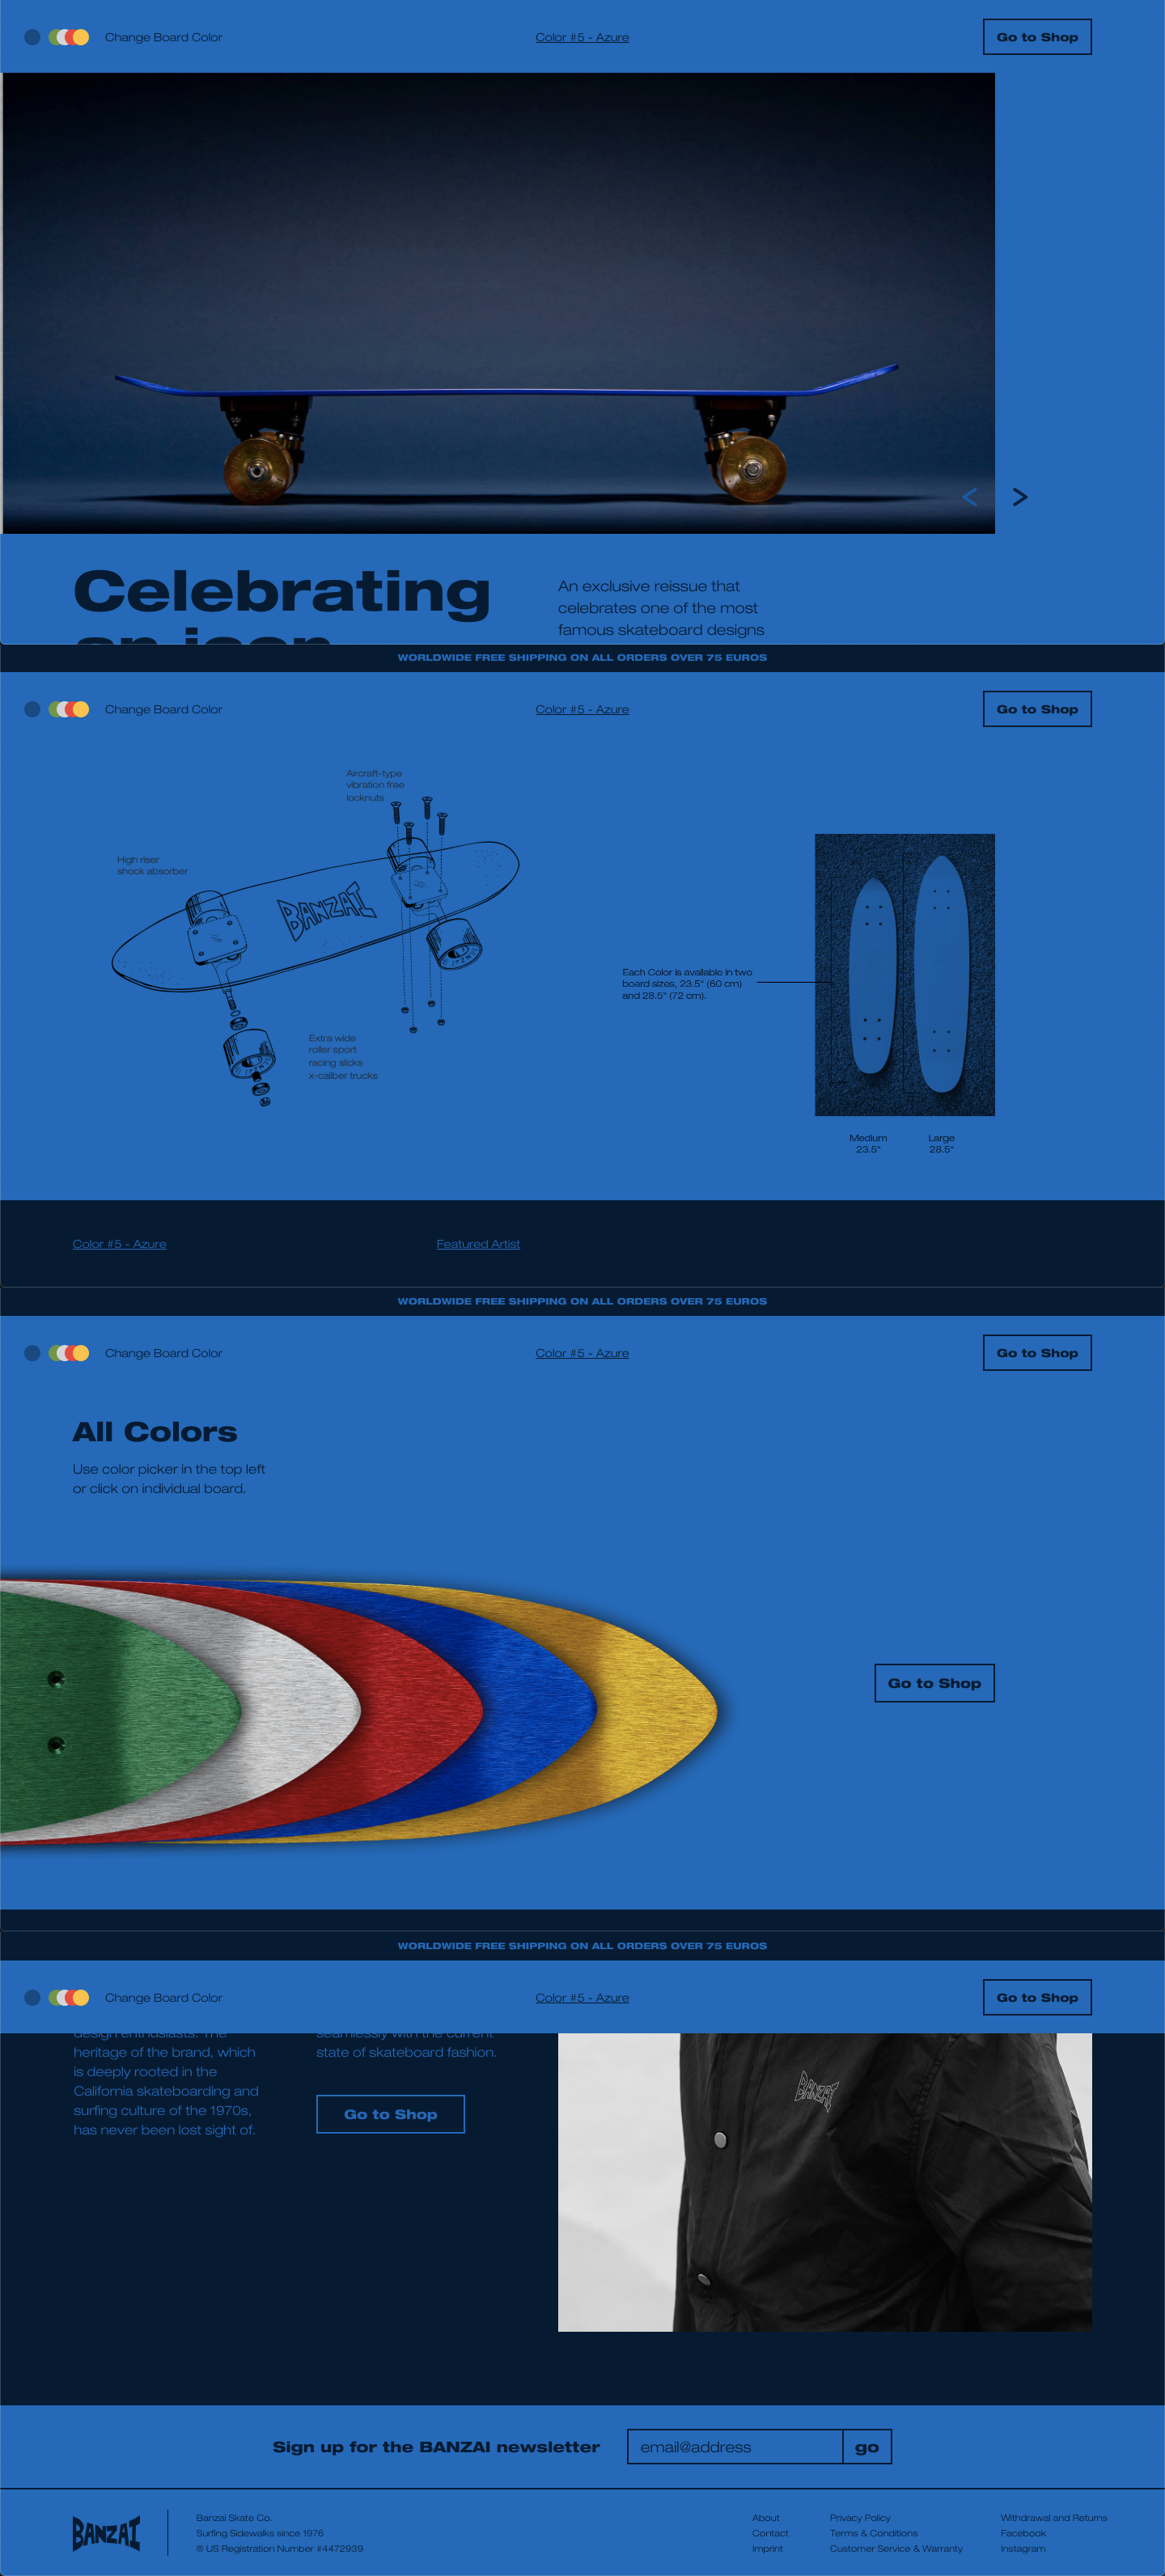 Change Board Color
Color #5 - Azure
Go to Shop
Celebrating
an icon
An exclusive reissue that
celebrates one of the most
famous skateboard designs
WORLDWIDE FREE SHIPPING ON ALL ORDERS OVER 75 EUROS
Change Board Color
Color #5 - Azure
Go to Shop
Aircraft-type
vibration free
locknuts
High riser
shock absorber
BANZAI
Extra wide
roller sport
racing slicks
x-caliber trucks
Each Color is available in two
board sizes, 23.5" (60 cm)
and 28.5" (72 cm).
Medium
23.5"
Large
28.5"
Color #5 - Azure
Featured Artist
WORLDWIDE FREE SHIPPING ON ALL ORDERS OVER 75 EUROS
Change Board Color
Color #5 - Azure
Go to Shop
All Colors
Use color picker in the top left
or click on individual board.
Go to Shop
WORLDWIDE FREE SHIPPING ON ALL ORDERS OVER 75 EUROS
Change Board Color
Color #5 - Azure
Go to Shop
design enthusiasts. The
heritage of the brand, which
is deeply rooted in the
California skateboarding and
surfing culture of the 1970s,
has never been lost sight of.
seamlessly with the current
state of skateboard fashion.
Go to Shop
BANZAI
Sign up for the BANZAI newsletter
email@address
go
BANZAI
Banzai Skate Co.
Surfing Sidewalks since 1976
® US Registration Number #4472939
About
Contact
Imprint
Privacy Policy
Terms & Conditions
Customer Service & Warranty
Withdrawal and Returns
Facebook
Instagram